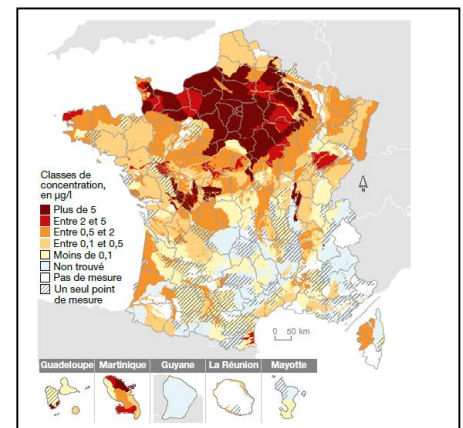 Classes de
concentration,
en µg/l
Plus de 5
Entre 2 et 5
Entre 0,5 et 2
Entre 0,1 et 0,5
Moins de 0,1
Non trouvé
Pas de mesure
Un seul point
de mesure
0 50 km
N
Guadeloupe Martinique Guyane La Réunion Mayotte